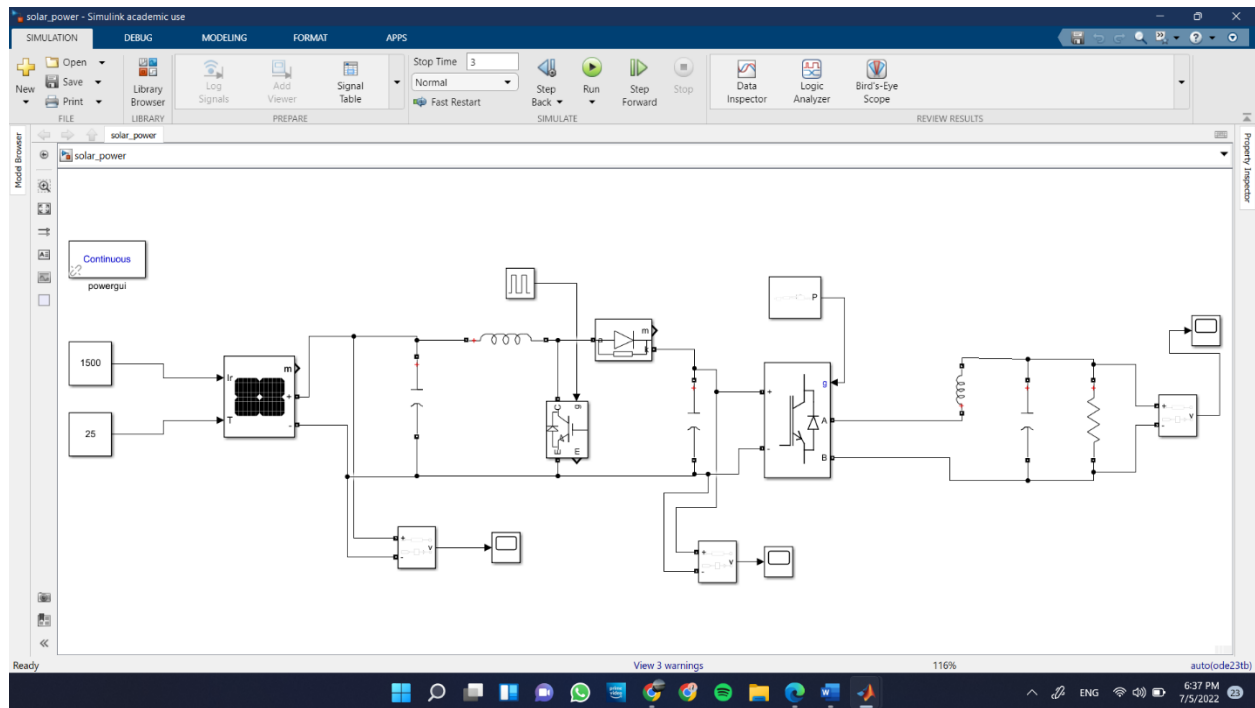 solar_power - Simulink academic use
SIMULATION DEBUG MODELING FORMAT APPS
New
Open
Save
Print
FILE
Library Browser
LIBRARY
Log Signals
Add Viewer
Signal Table
PREPARE
Stop Time 3
Normal
Fast Restart
Step Back
Run
Step Forward
Stop
SIMULATE
Data Inspector
Logic Analyzer
Bird's-Eye Scope
REVIEW RESULTS
Model Browser
solar_power
solar_power
Property Inspector
Continuous
powergui
1500
25
Ir
T
m
+
-
m
a
k
g
C
E
m
P
g
+
-
A
B
+
-
v
+
-
v
+
-
v
Ready
View 3 warnings
116%
auto(ode23tb)
ENG
6:37 PM
7/5/2022
23